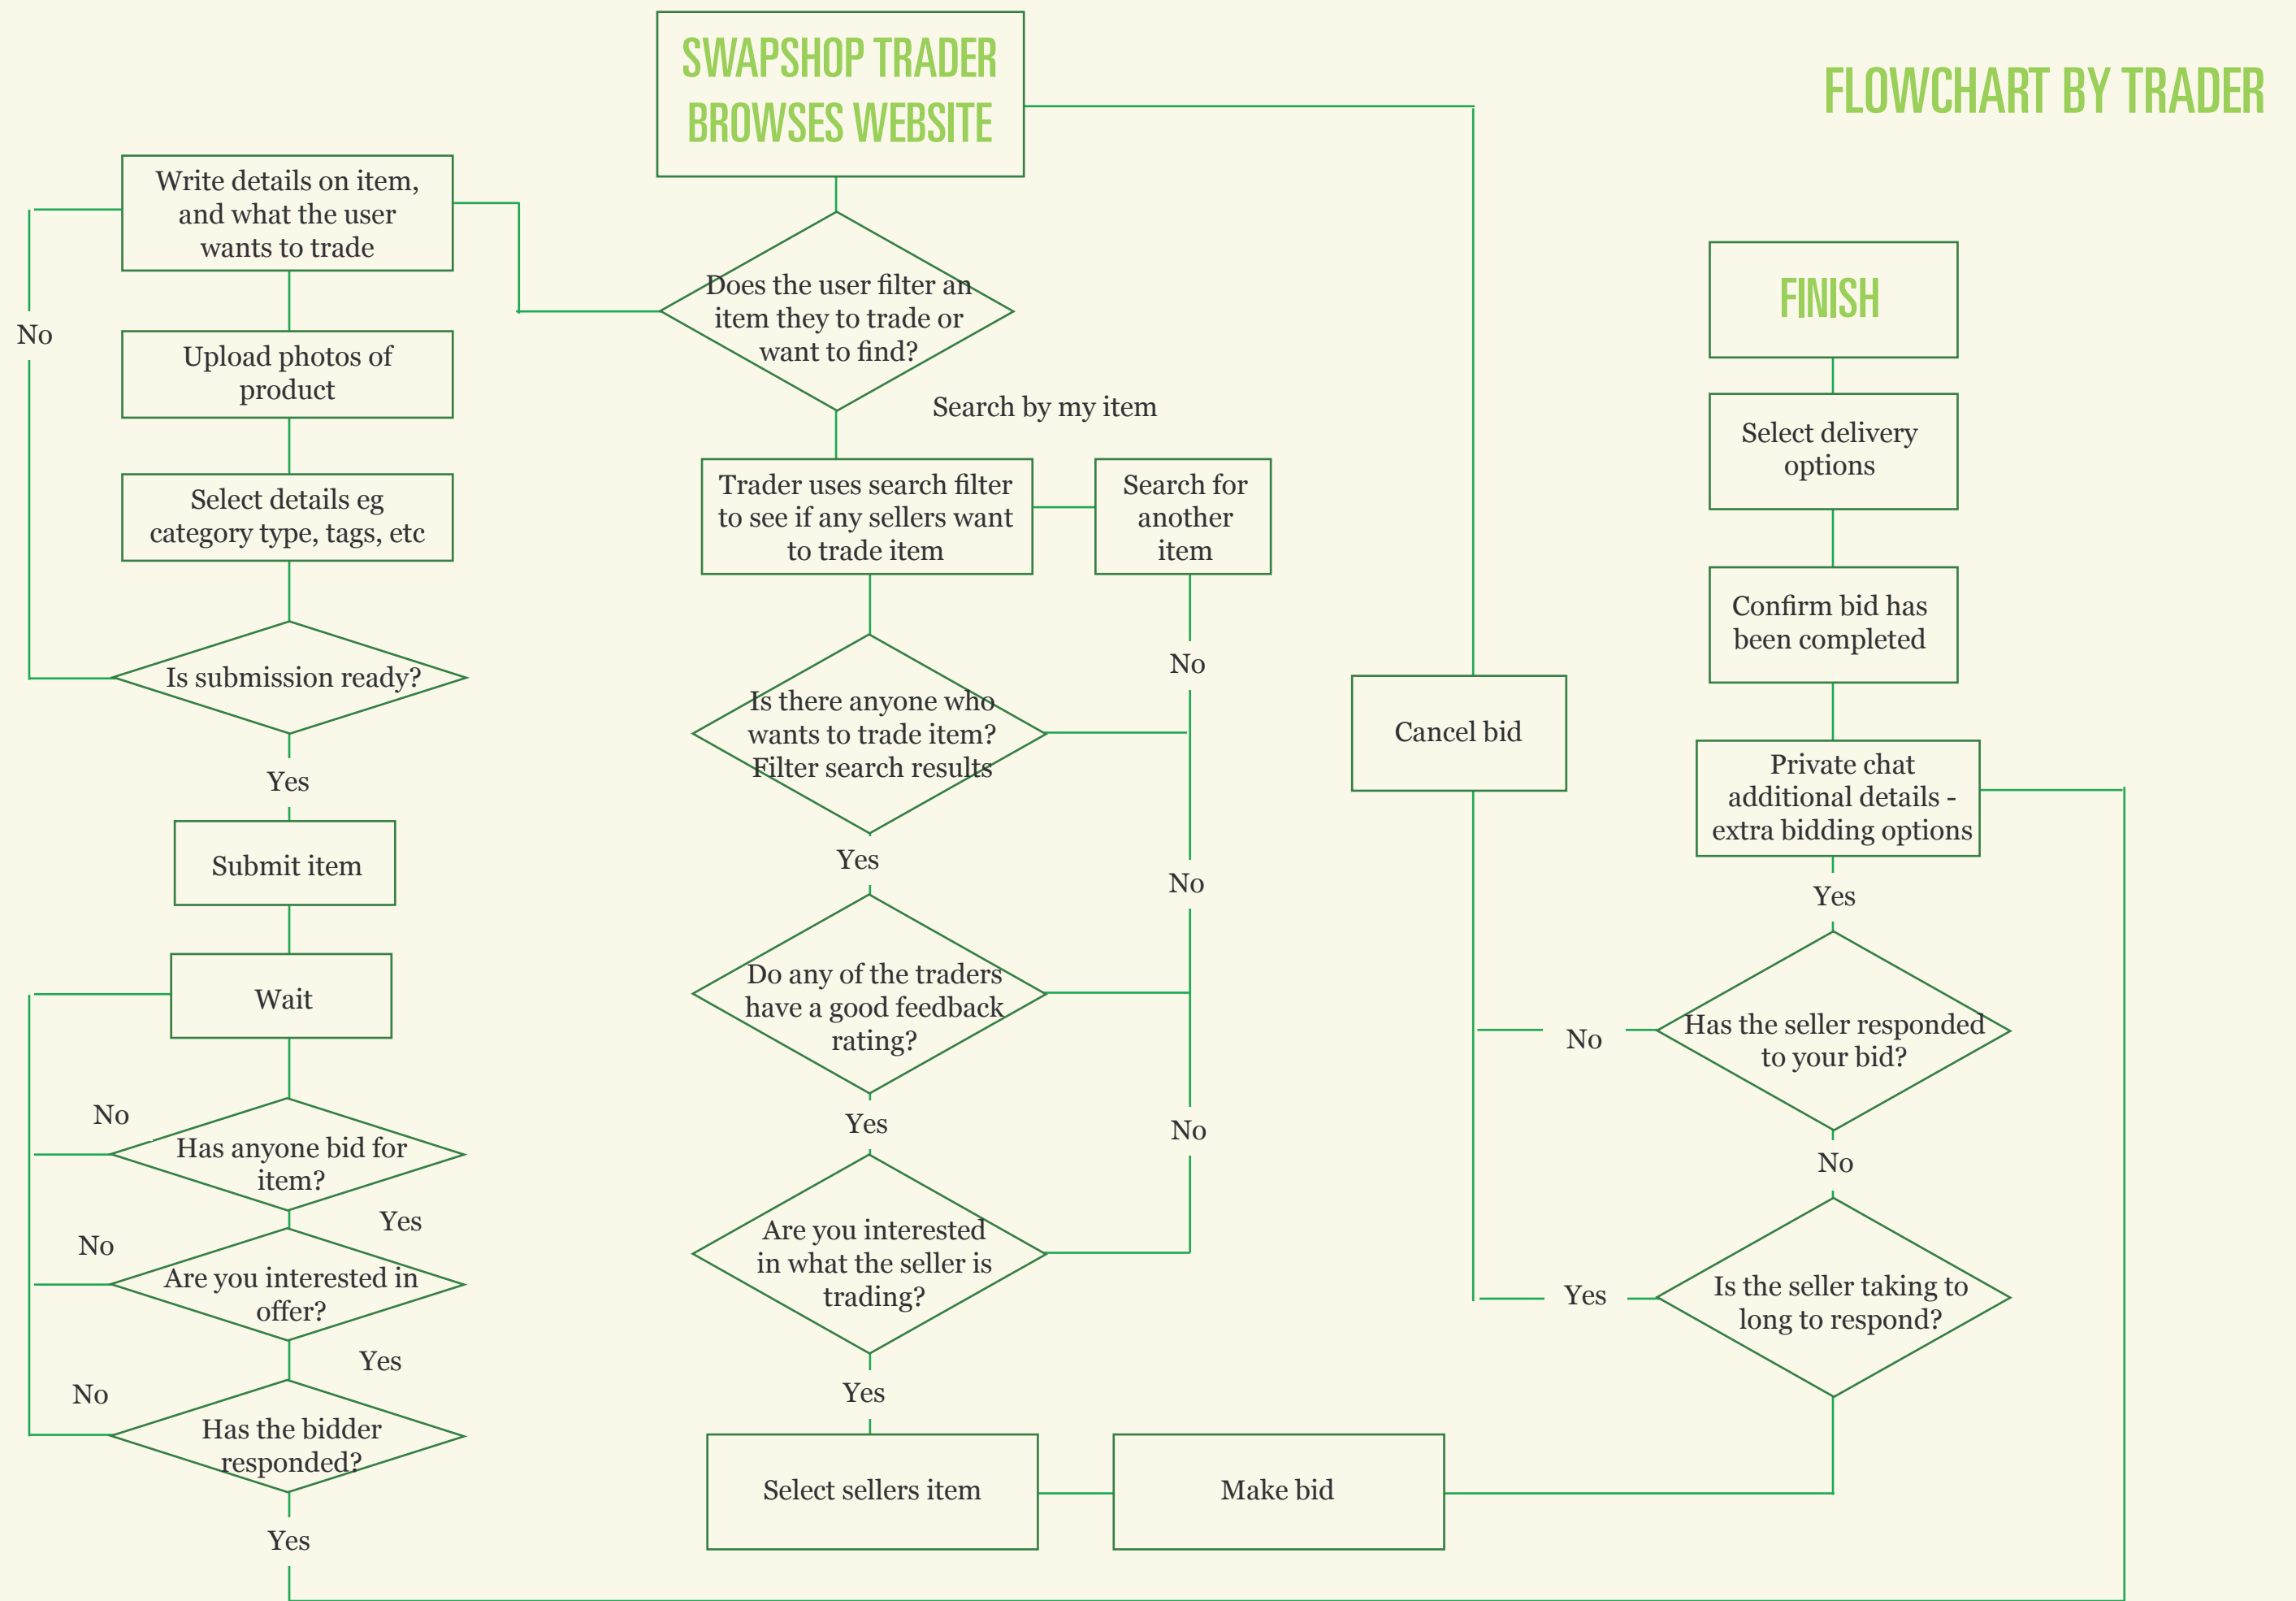 SWAPSHOP TRADER
BROWSES WEBSITE
FLOWCHART BY TRADER
Write details on item,
and what the user
wants to trade
No
Upload photos of
product
Select details eg
category type, tags, etc
Is submission ready?
Yes
Submit item
Wait
No
Has anyone bid for
item?
Yes
No
Are you interested in
offer?
Yes
No
Has the bidder
responded?
Yes
Does the user filter an
item they to trade or
want to find?
Search by my item
Trader uses search filter
to see if any sellers want
to trade item
Search for
another
item
No
Is there anyone who
wants to trade item?
Filter search results
Yes
No
Do any of the traders
have a good feedback
rating?
Yes
No
Are you interested
in what the seller is
trading?
Yes
Select sellers item
Make bid
Cancel bid
FINISH
Select delivery
options
Confirm bid has
been completed
Private chat
additional details -
extra bidding options
Yes
Has the seller responded
to your bid?
No
No
Is the seller taking to
long to respond?
Yes